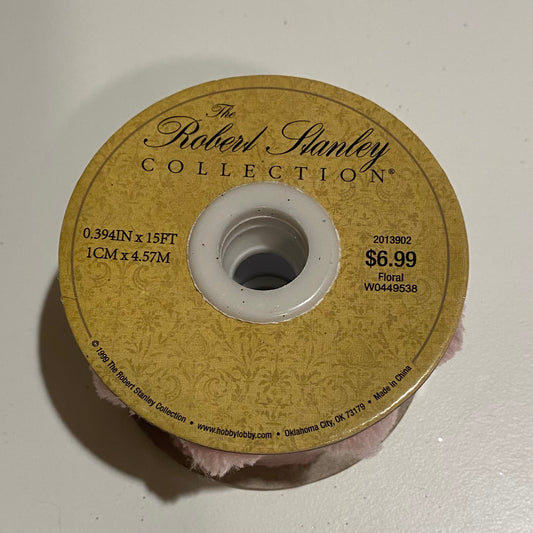 The
Robert Stanley
COLLECTION®
0.394IN x 15FT
1CM x 4.57M
2013902
$6.99
Floral
W0449538
© 1999 The Robert Stanley Collection • www.hobbylobby.com • Oklahoma City, OK 73179 • Made in China